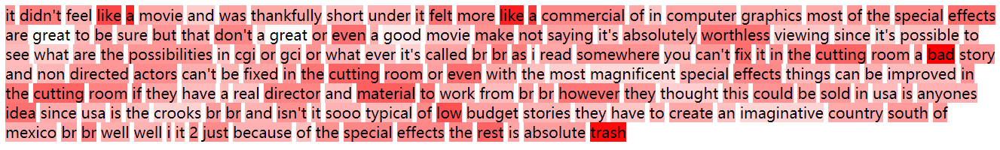 it didn't feel like a movie and was thankfully short under it felt more like a commercial of in computer graphics most of the special effects
are great to be sure but that don't a great or even a good movie make not saying it's absolutely worthless viewing since it's possible to
see what are the possibilities in cgi or gci or what ever it's called br br as i read somewhere you can't fix it in the cutting room a bad story
and non directed actors can't be fixed in the cutting room or even with the most magnificent special effects things can be improved in
the cutting room if they have a real director and material to work from br br however they thought this could be sold in usa is anyones
idea since usa is the crooks br br and isn't it sooo typical of low budget stories they have to create an imaginative country south of
mexico br br well well i it 2 just because of the special effects the rest is absolute trash